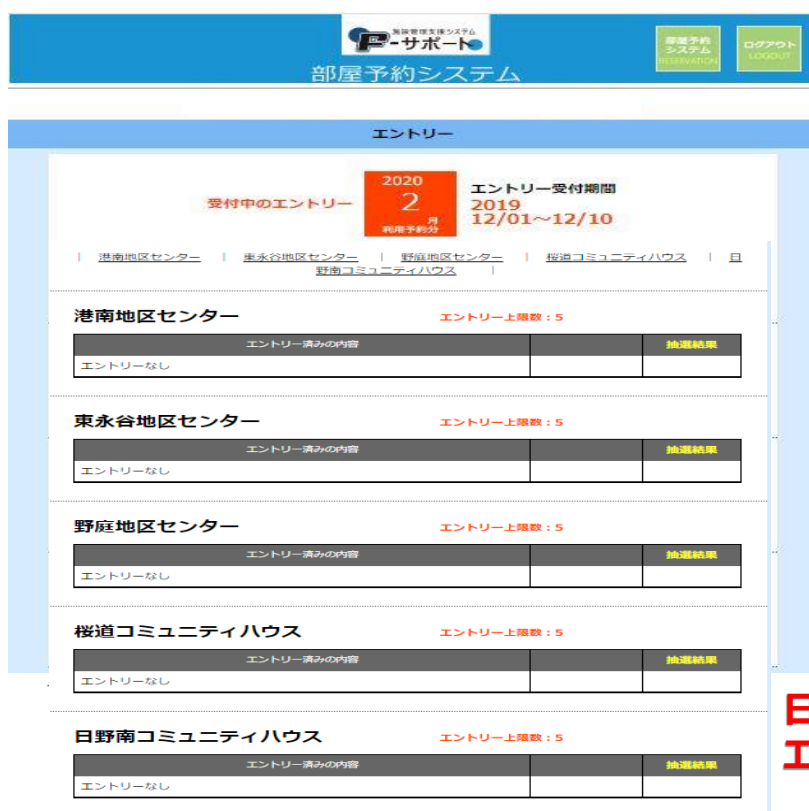 施設管理支援システム
F-サポート
部屋予約システム
部屋予約
システム
RESERVATION
ログアウト
LOGOUT
エントリー
受付中のエントリー
2020
2
月
利用予約分
エントリー受付期間
2019
12/01～12/10
| 港南地区センター | 東永谷地区センター | 野庭地区センター | 桜道コミュニティハウス | 日
野南コミュニティハウス |
港南地区センター エントリー上限数：5
エントリー済みの内容 抽選結果
エントリーなし
東永谷地区センター エントリー上限数：5
エントリー済みの内容 抽選結果
エントリーなし
野庭地区センター エントリー上限数：5
エントリー済みの内容 抽選結果
エントリーなし
桜道コミュニティハウス エントリー上限数：5
エントリー済みの内容 抽選結果
エントリーなし
日野南コミュニティハウス エントリー上限数：5
エントリー済みの内容 抽選結果
エントリーなし
日
エ